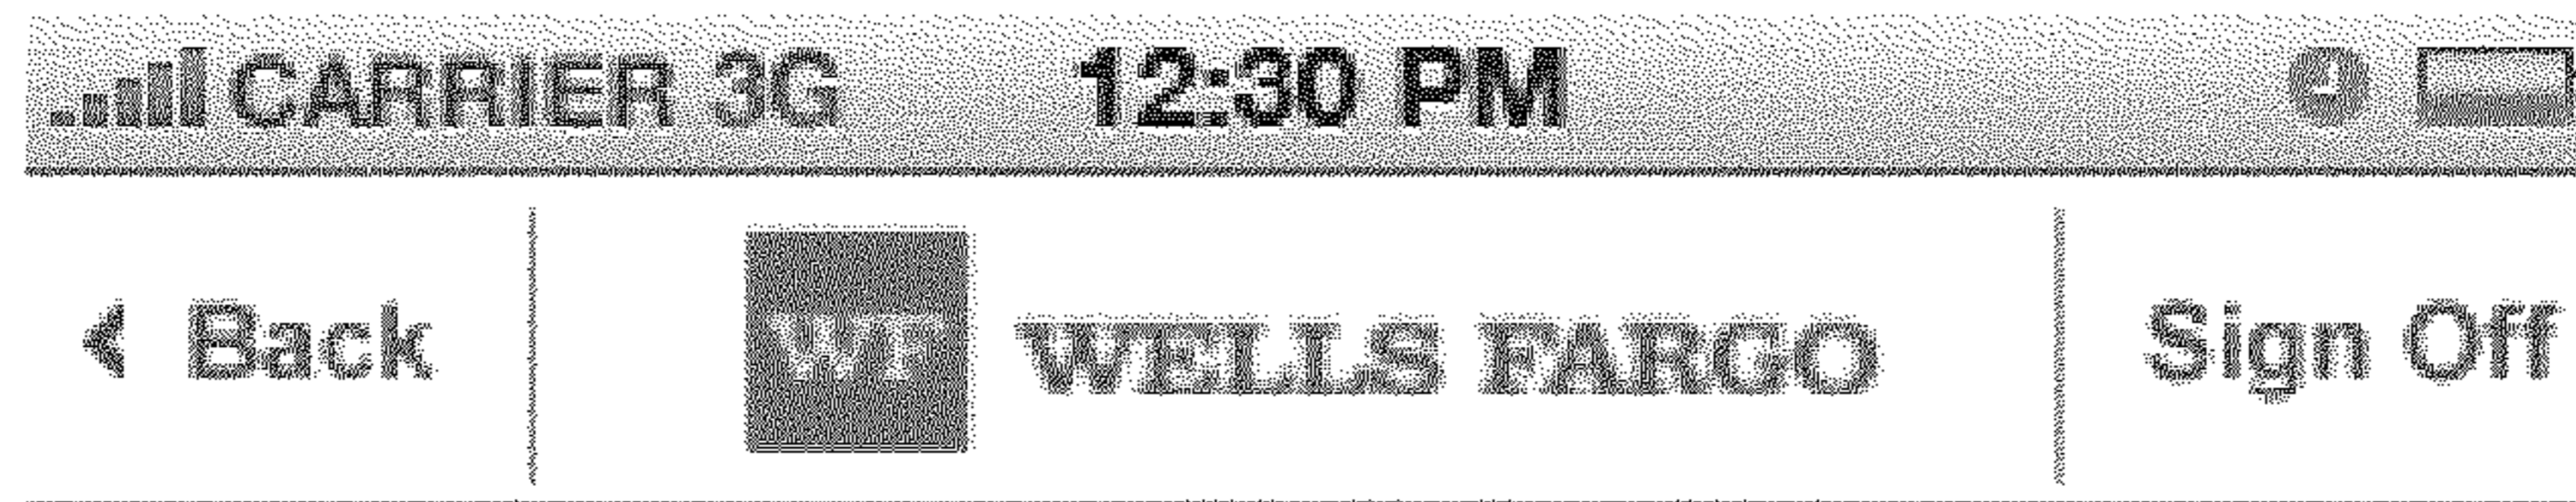 CARRIER 3G 12:30 PM
Back WF WELLS FARGO Sign Off